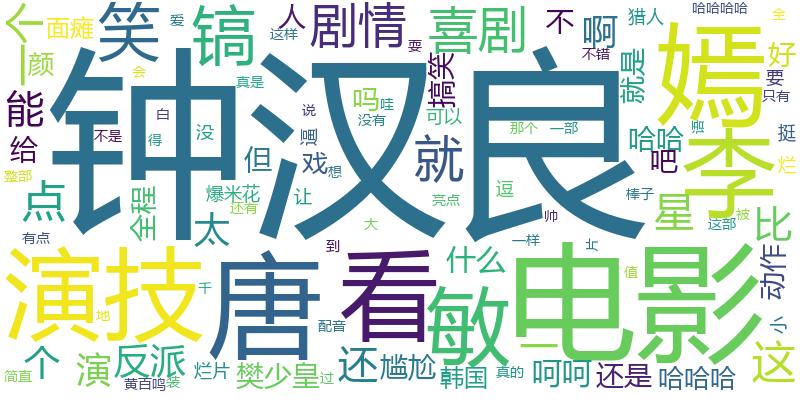 钟汉良
电影
演技
看
唐
嫣
李
敏
镐
笑
剧情
喜剧
就
星
比
这
反派
什么
个
颜
面瘫
爱
人
这样
耍
不
啊
不错
猎人
哈哈哈哈
全
好
要
只有
就是
搞笑
真是
会
能
给
不是
白
得
没
但
说
逼
吗
哇
没有
戏
想
可以
那个
一部
语
哈哈
吧
挺
烂
整部
点
全程
爆米花
还有
太
让
大
亮点
逗
帅
棒子
这部
被
有点
到
一样
片
动作
千
地
配音
值
小
一
个
演
简直
黄百鸣
装
烂片
樊少皇
过
还
尴尬
韩国
真的
呵呵
还是
哈哈哈